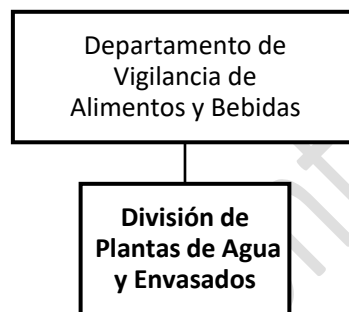 Departamento de
Vigilancia de
Alimentos y Bebidas
División de
Plantas de Agua
y Envasados